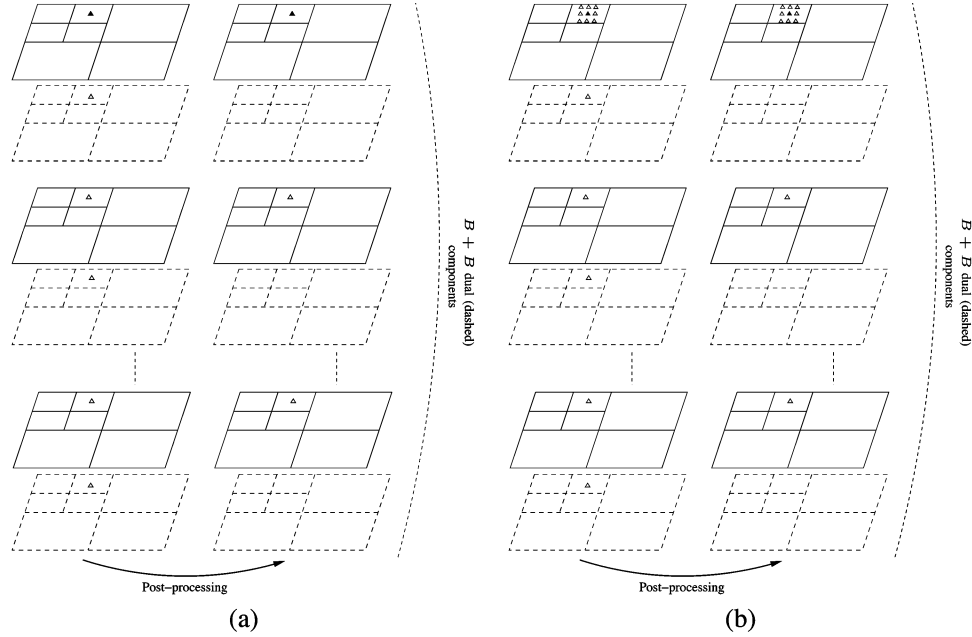 B + B dual (dashed)
components
B + B dual (dashed)
components
Post-processing
Post-processing
(a)
(b)